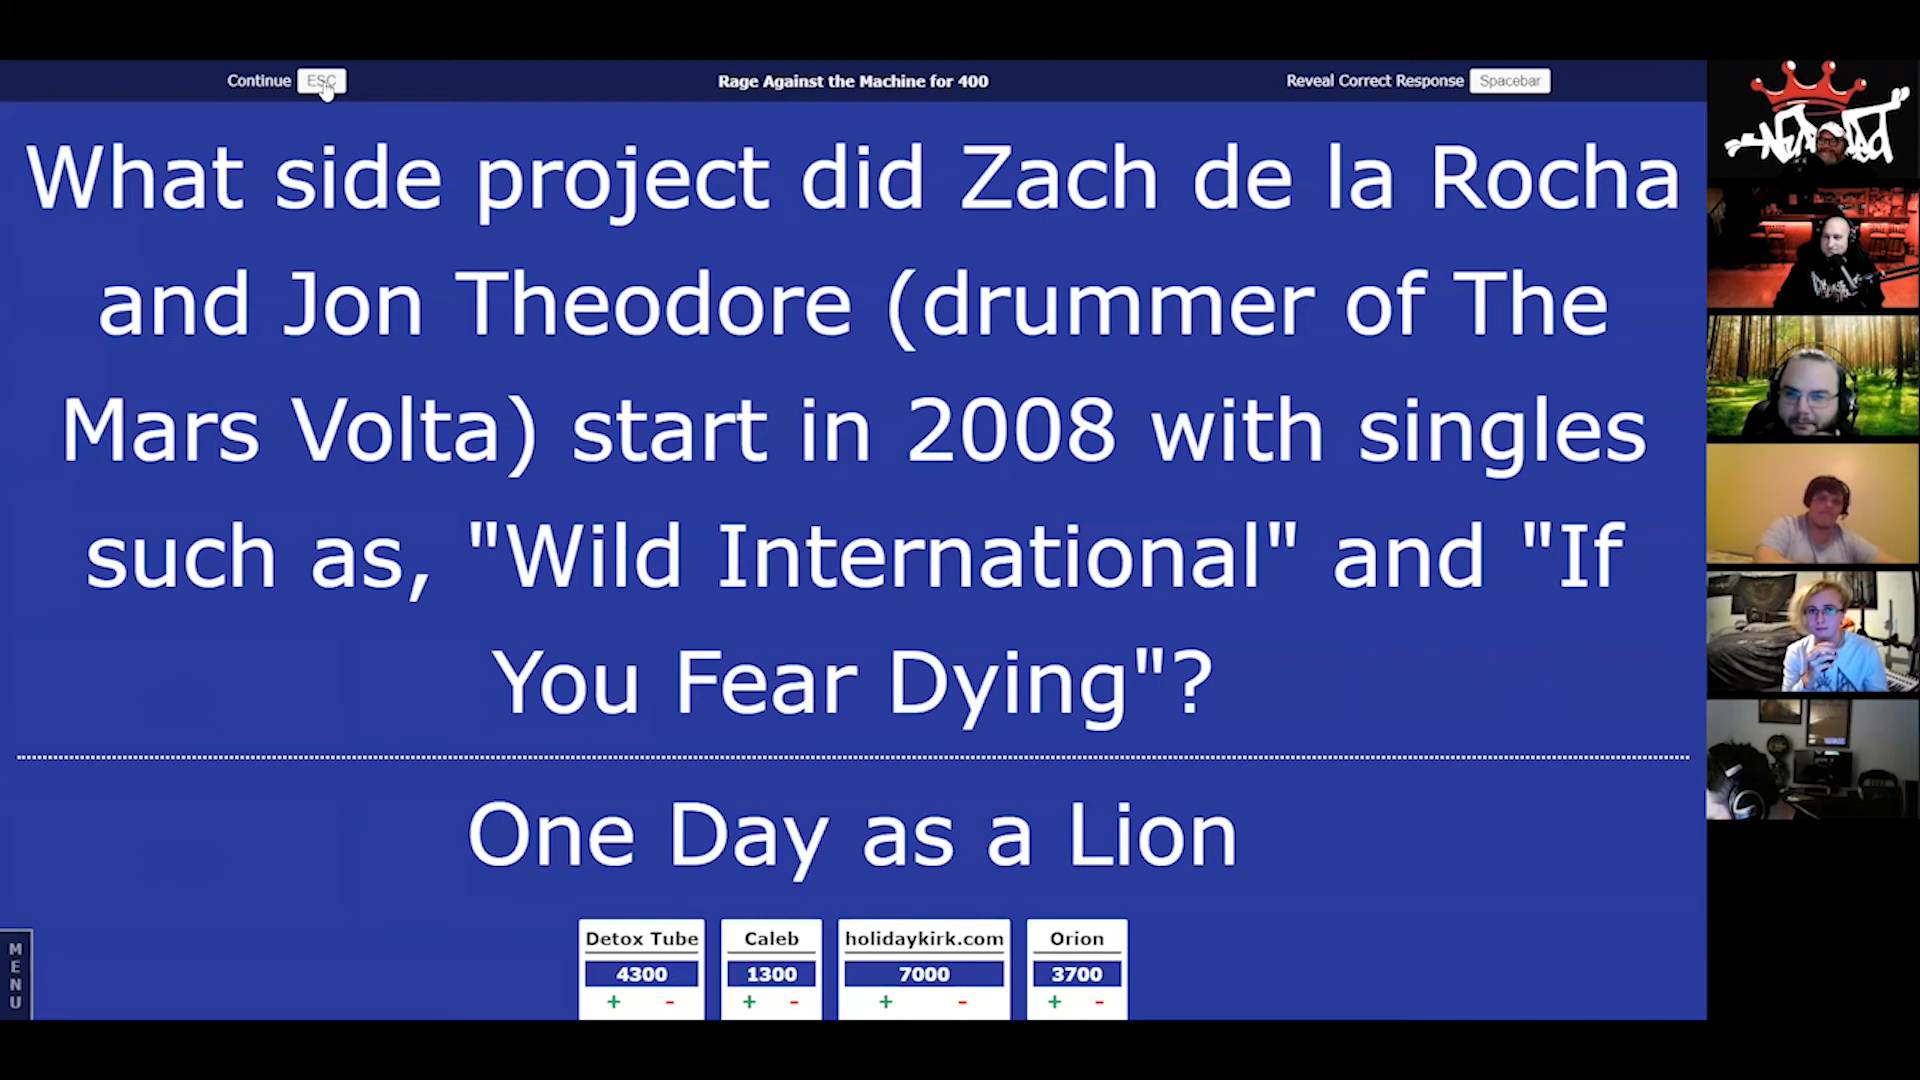 Continue ESC
Rage Against the Machine for 400
Reveal Correct Response Spacebar
What side project did Zach de la Rocha
and Jon Theodore (drummer of The
Mars Volta) start in 2008 with singles
such as, "Wild International" and "If
You Fear Dying"?
One Day as a Lion
MENU
Detox Tube Caleb holidaykirk.com Orion
4300 1300 7000 3700
+ - + - + - + -